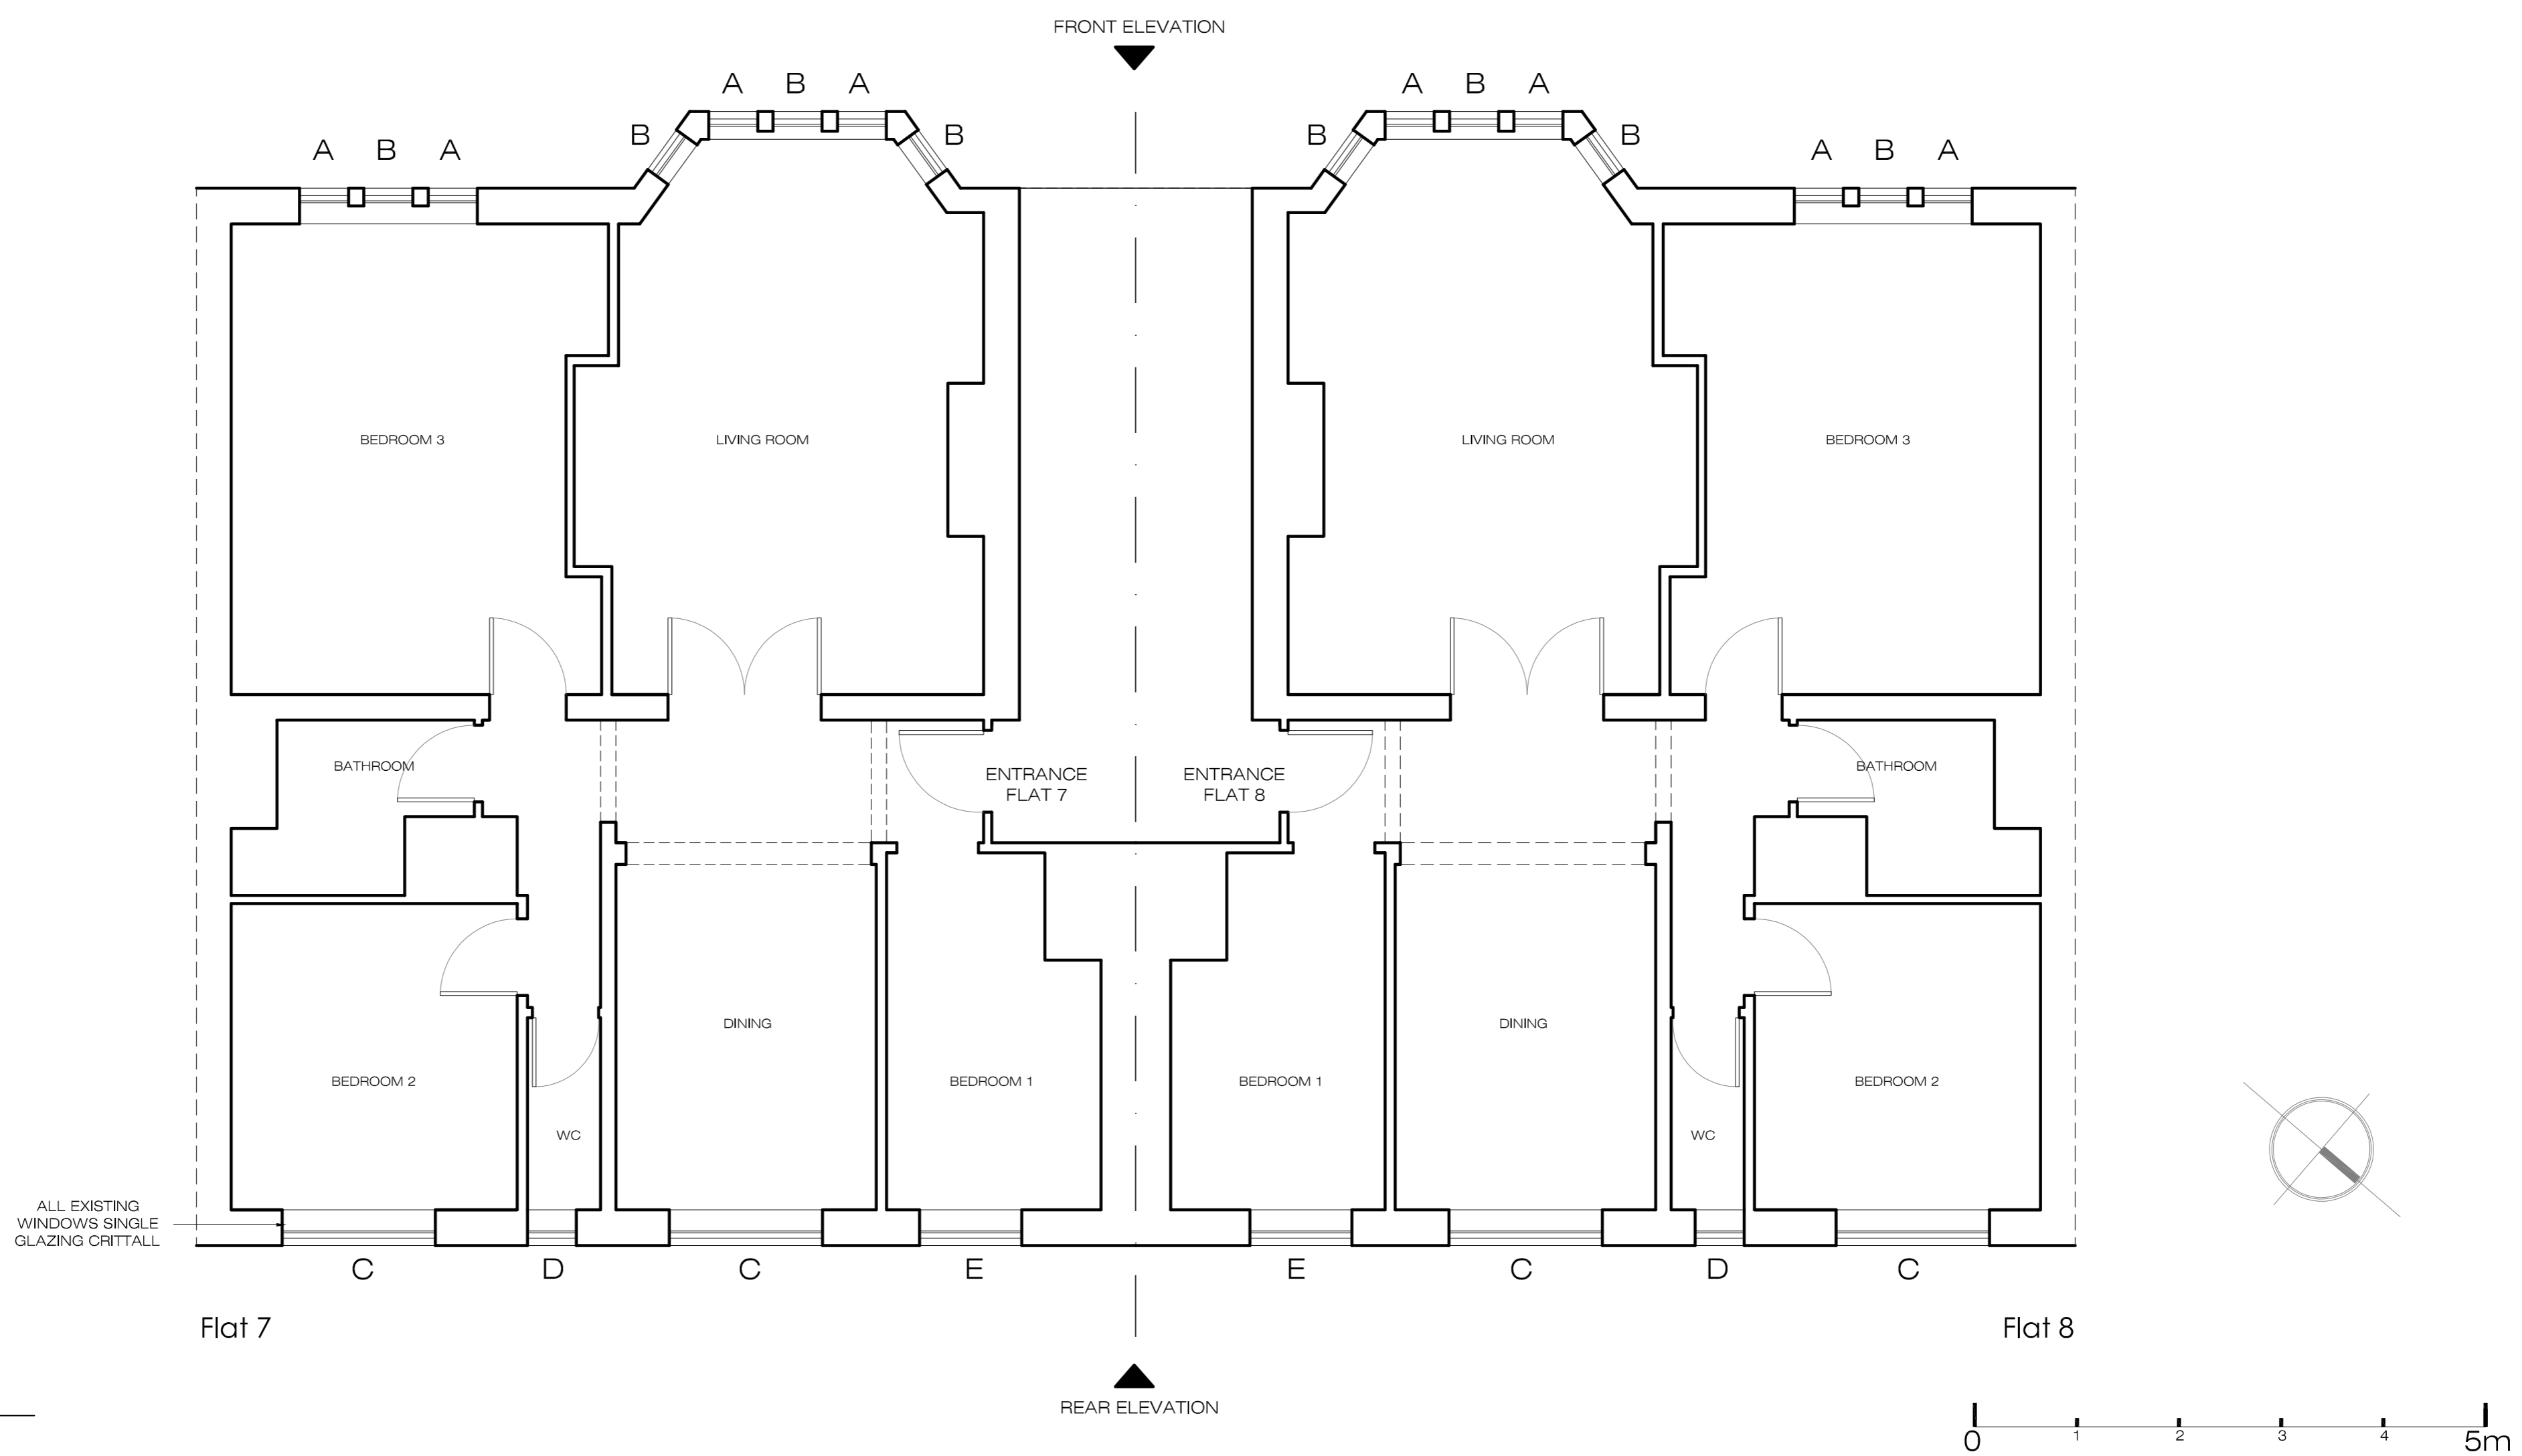 FRONT ELEVATION
A B A
A B A
B
B
B
B
A B A
A B A
BEDROOM 3
LIVING ROOM
LIVING ROOM
BEDROOM 3
BATHROOM
ENTRANCE
FLAT 7
ENTRANCE
FLAT 8
BATHROOM
DINING
DINING
BEDROOM 2
BEDROOM 1
BEDROOM 1
BEDROOM 2
WC
WC
ALL EXISTING
WINDOWS SINGLE
GLAZING CRITTALL
C D C E E C D C
Flat 7
Flat 8
REAR ELEVATION
0 1 2 3 4 5m